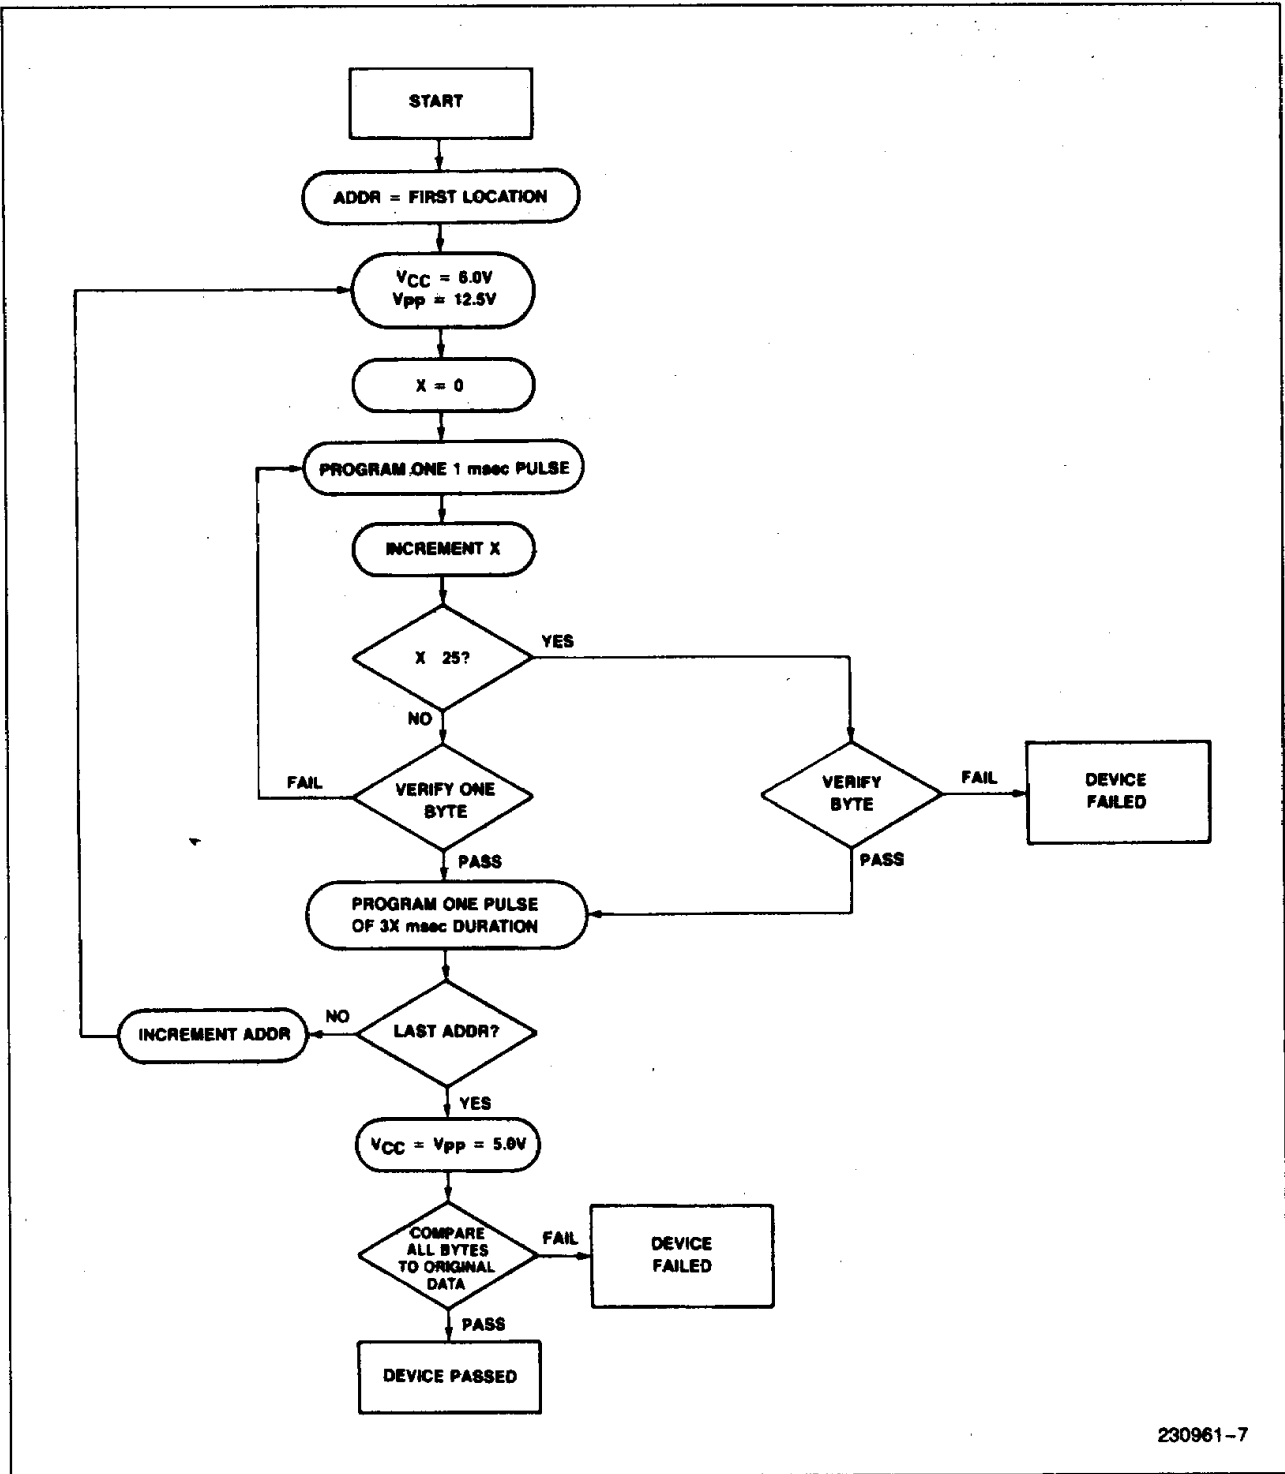 START
ADDR = FIRST LOCATION
VCC = 6.0V
Vpp = 12.5V
X = 0
PROGRAM ONE 1 msec PULSE
INCREMENT X
X 25?
YES
NO
VERIFY ONE
BYTE
FAIL
PASS
VERIFY
BYTE
FAIL
DEVICE
FAILED
PASS
PROGRAM ONE PULSE
OF 3X msec DURATION
LAST ADDR?
NO
INCREMENT ADDR
YES
VCC = Vpp = 5.0V
COMPARE
ALL BYTES
TO ORIGINAL
DATA
FAIL
DEVICE
FAILED
PASS
DEVICE PASSED
230961-7